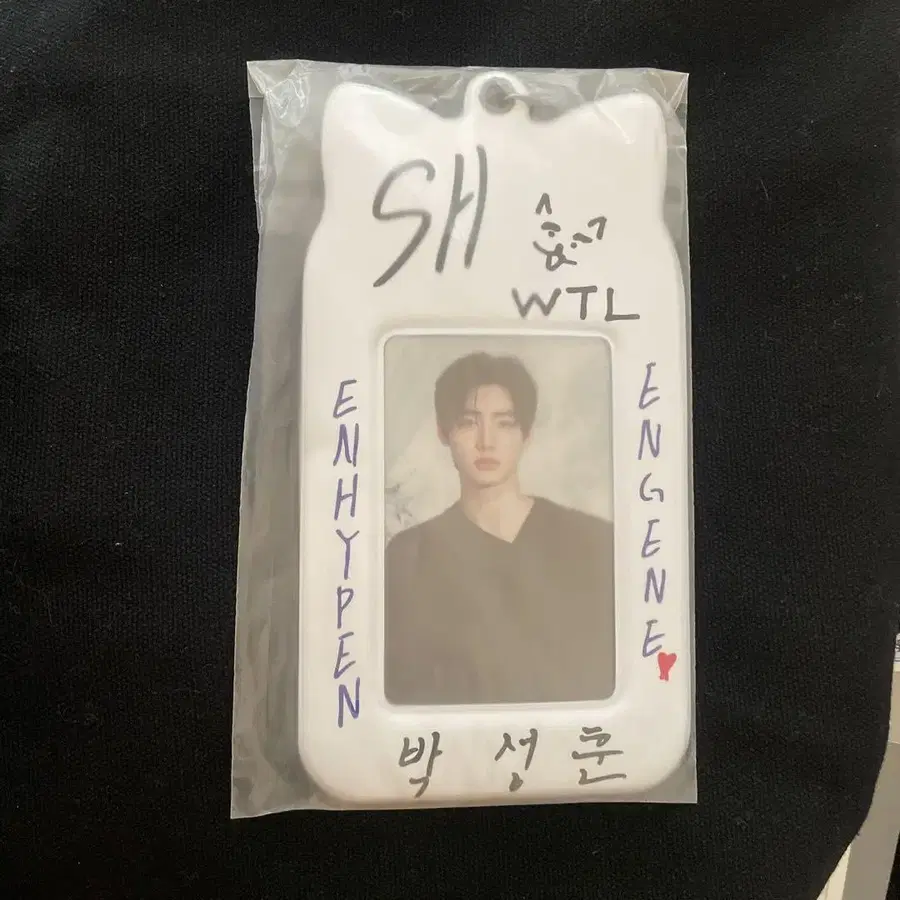 SH
WTL
ENHYPEN
ENGENE
박 성 훈